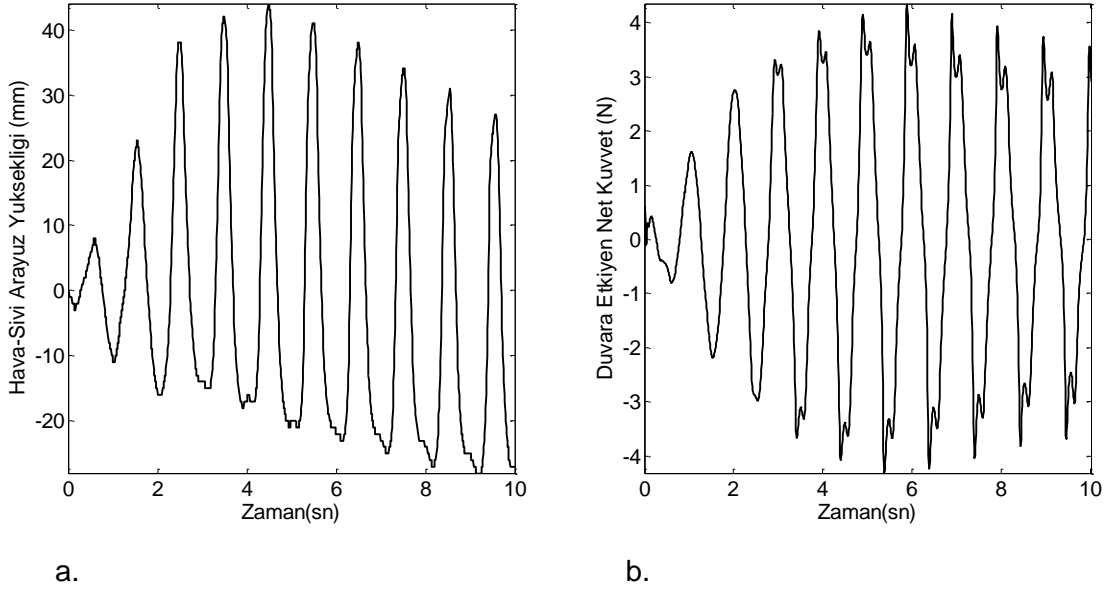 40
30
20
10
0
-10
-20
0 2 4 6 8 10
Zaman(sn)
Hava-Sivi Arayuz Yuksekligi (mm)
a.
4
3
2
1
0
-1
-2
-3
-4
0 2 4 6 8 10
Zaman(sn)
Duvara Etkiyen Net Kuvvet (N)
b.